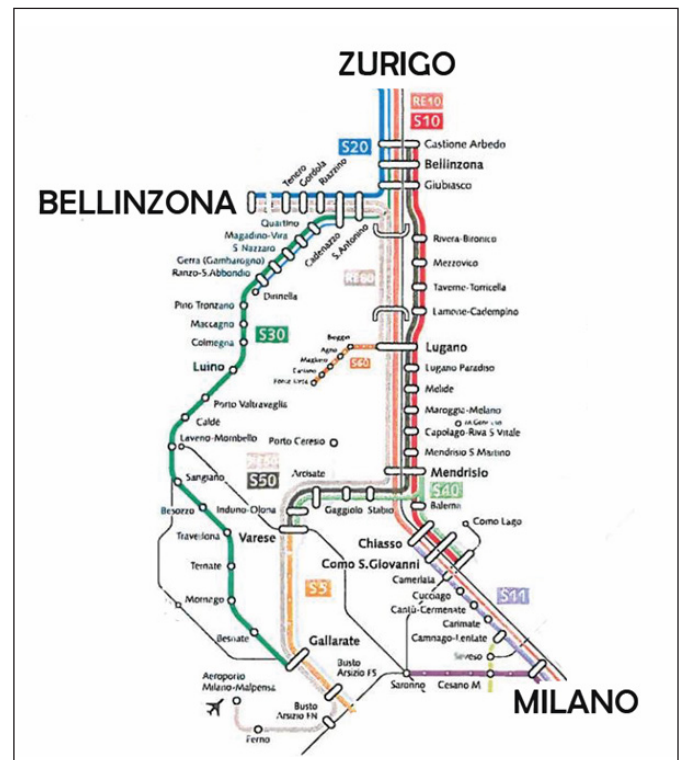 ZURIGO
RE10
S10
S20
Castione Arbedo
Bellinzona
Giubiasco
Tenero
Gordola
Riazzino
BELLINZONA
Quartino
Magadino-Vira
S Nazzaro
Gerra (Gambarogno)
Ranzo-S.Abbondio
Cadenazzo
S.Antonino
Dirinella
Rivera-Bironico
Mezzovico
Taverne-Torricella
Lamone-Cadempino
RE60
Pino Tronzano
Maccagno
Colmegna
S30
Luino
S60
Lugano
Lugano Paradiso
Melide
Maroggia-Melano
Capolago-Riva S Vitale
Mendrisio S Martino
Mendrisio
Porto Valtravaglia
Caldè
Laveno-Mombello
Porto Ceresio
Sangiano
Besozzo
Travedona
Ternate
Mornago
Besnate
Arcisate
S50
Induno-Olona
Gaggiolo
Stabio
Varese
S40
Balerna
Como Lago
Chiasso
Como S.Giovanni
S5
S11
Camerlata
Cucciago
Cantù-Cermenate
Carimate
Camnago-Lentate
Seveso
Gallarate
Busto
Arsizio FS
Aeroporto
Milano-Malpensa
Busto
Arsizio FN
Ferno
Saronno
Cesano M
MILANO